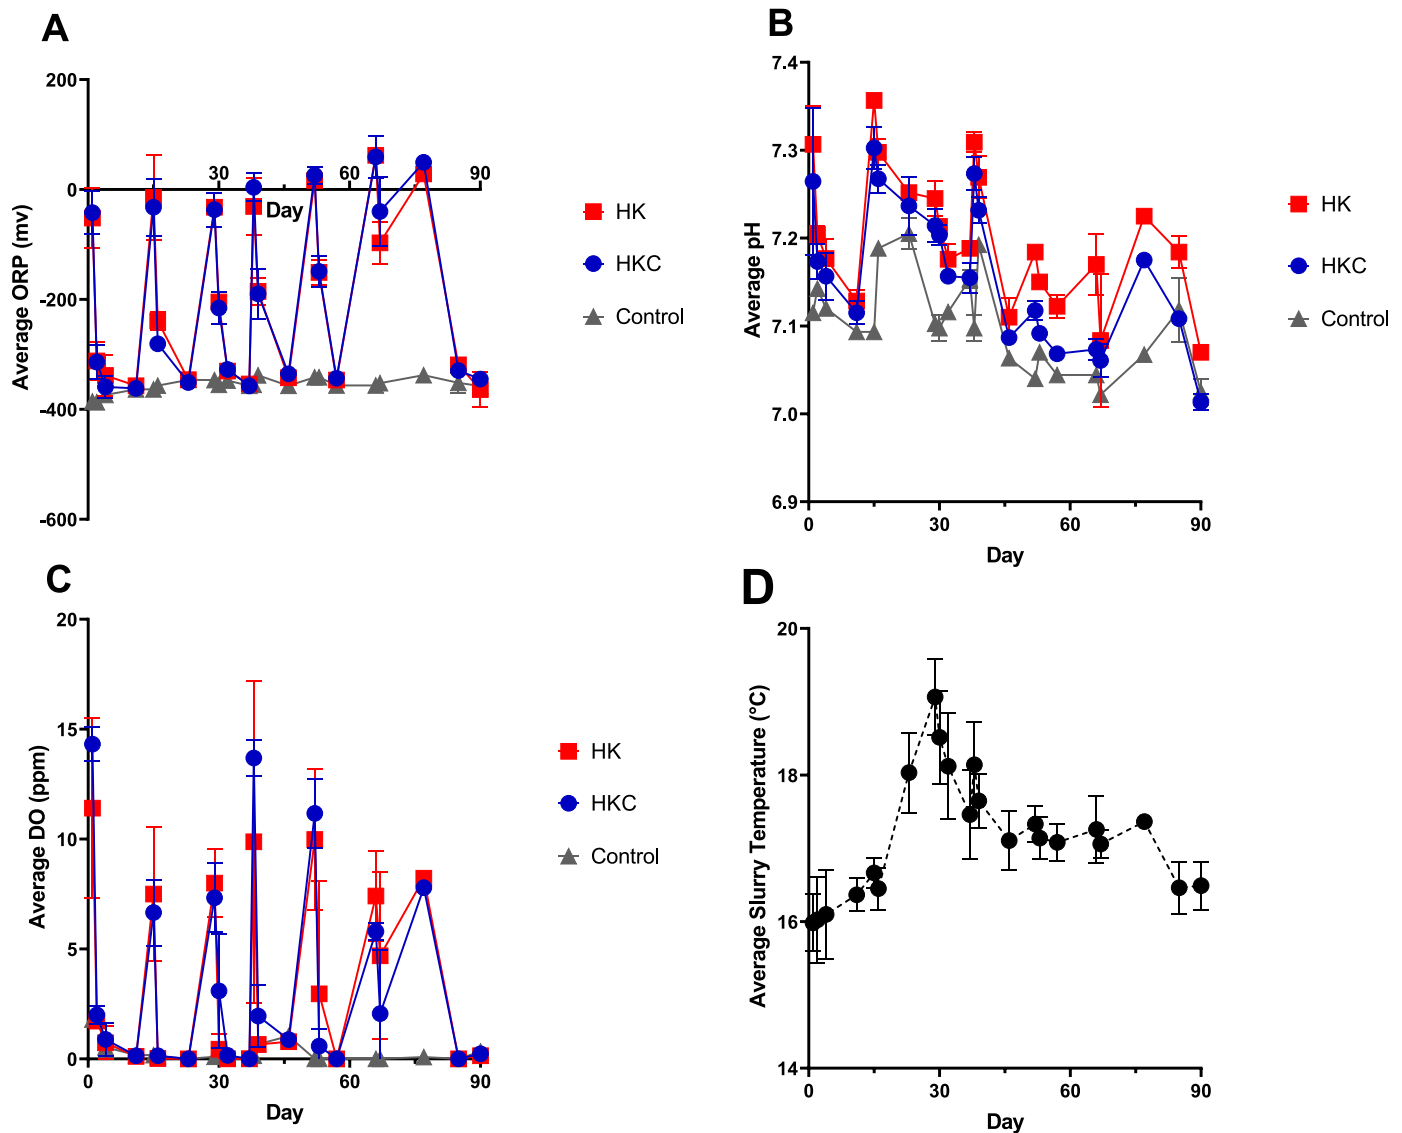 A
Average ORP (mv)
200
0
-200
-400
-600
30
60
90
Day
HK
HKC
Control
B
Average pH
7.4
7.3
7.2
7.1
7.0
6.9
0
30
60
90
Day
HK
HKC
Control
C
Average DO (ppm)
20
15
10
5
0
0
30
60
90
Day
HK
HKC
Control
D
Average Slurry Temperature (°C)
20
18
16
14
0
30
60
90
Day